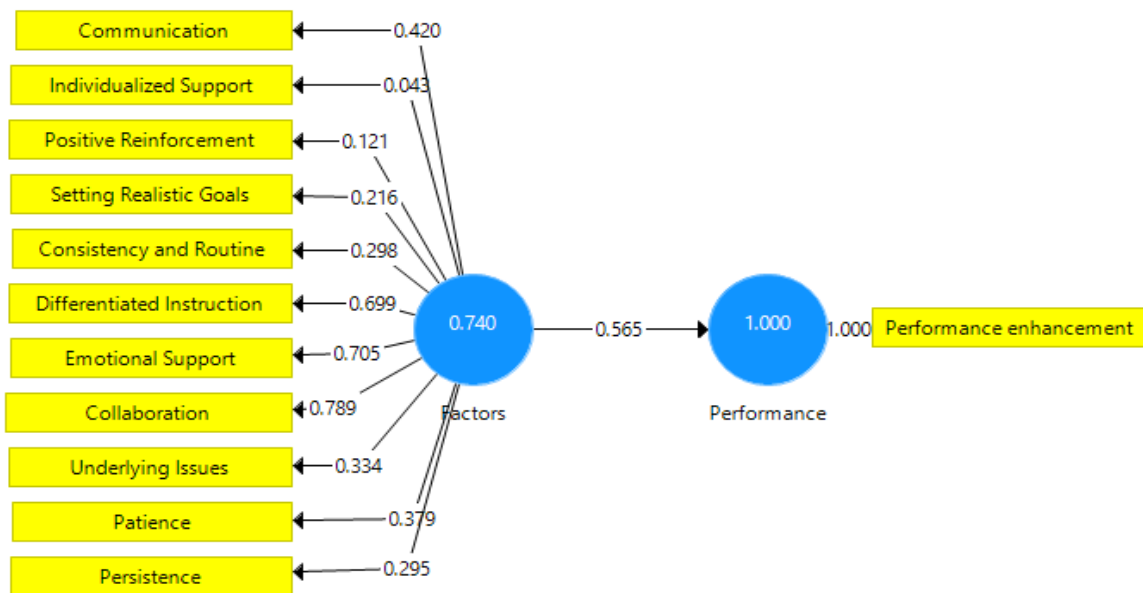 Communication
0.420
Individualized Support
0.043
Positive Reinforcement
0.121
Setting Realistic Goals
0.216
Consistency and Routine
0.298
Differentiated Instruction
0.699
Emotional Support
0.705
Collaboration
0.789
Underlying Issues
0.334
Patience
0.379
Persistence
0.295
0.740
Factors
0.565
1.000
Performance
1.000
Performance enhancement